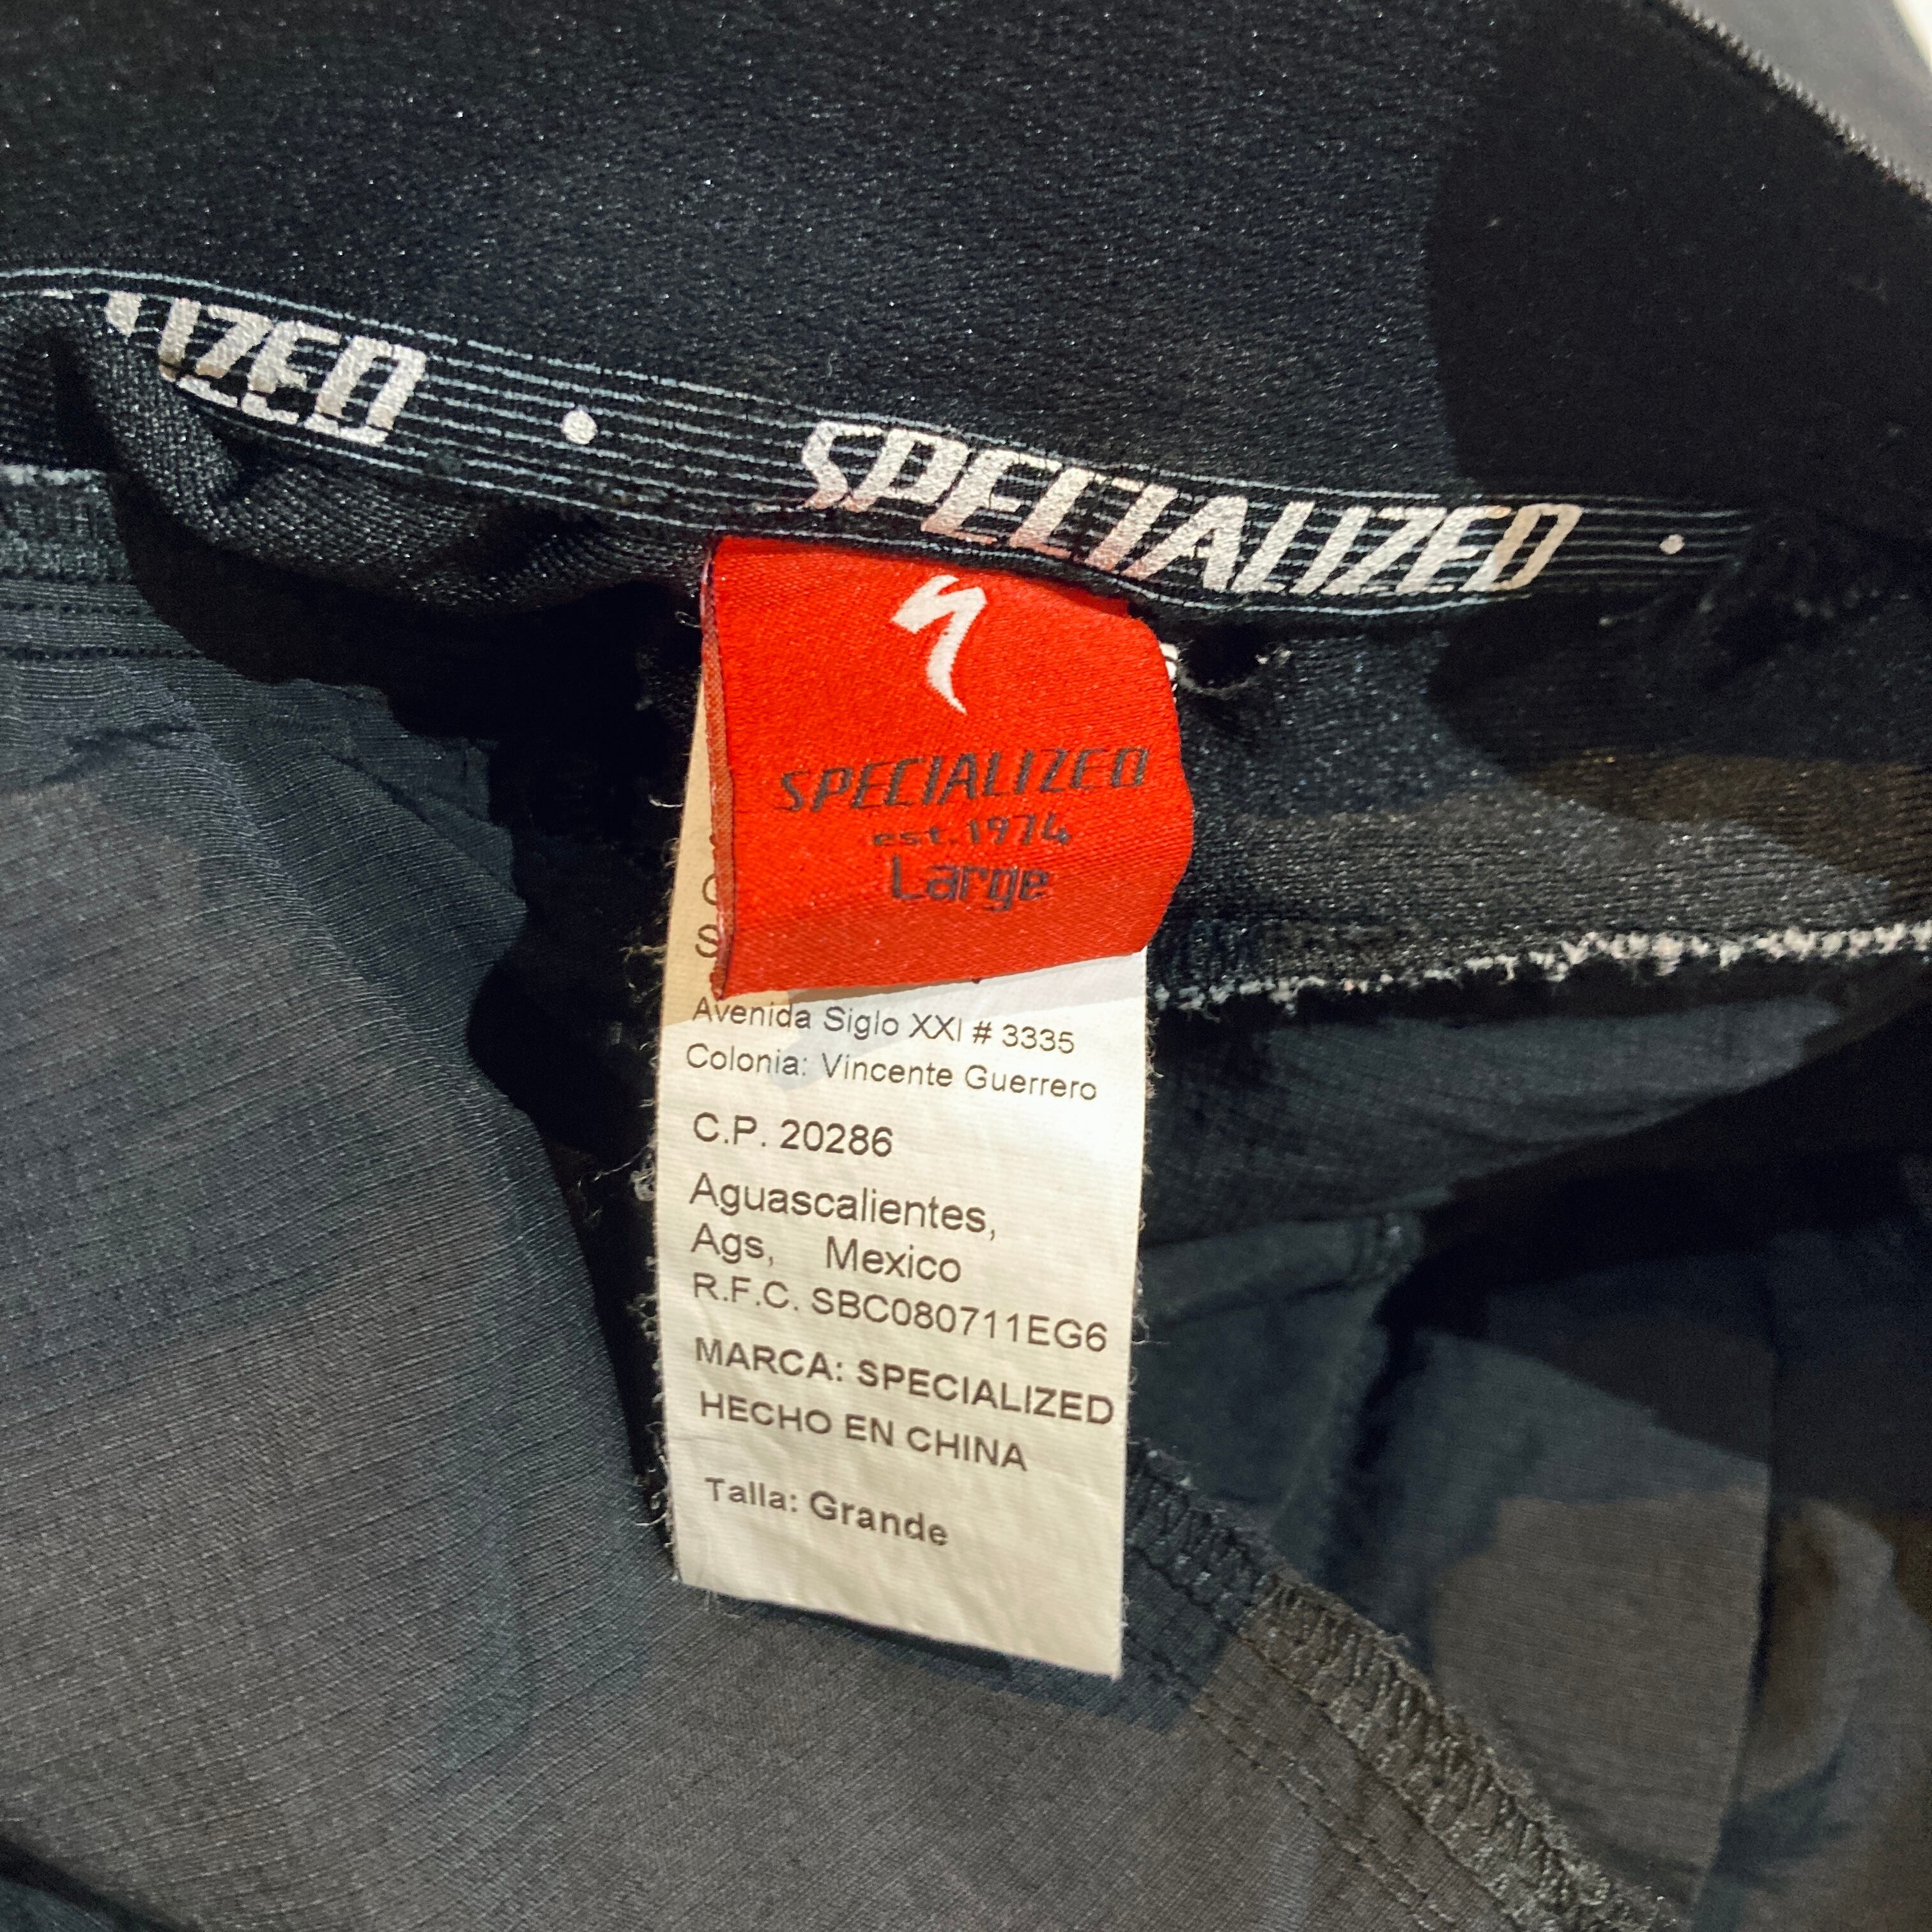 IZED • SPECIALIZED •
SPECIALIZED
est.1974
Large
Avenida Siglo XXI # 3335
Colonia: Vincente Guerrero
C.P. 20286
Aguascalientes,
Ags, Mexico
R.F.C. SBC080711EG6
MARCA: SPECIALIZED
HECHO EN CHINA
Talla: Grande